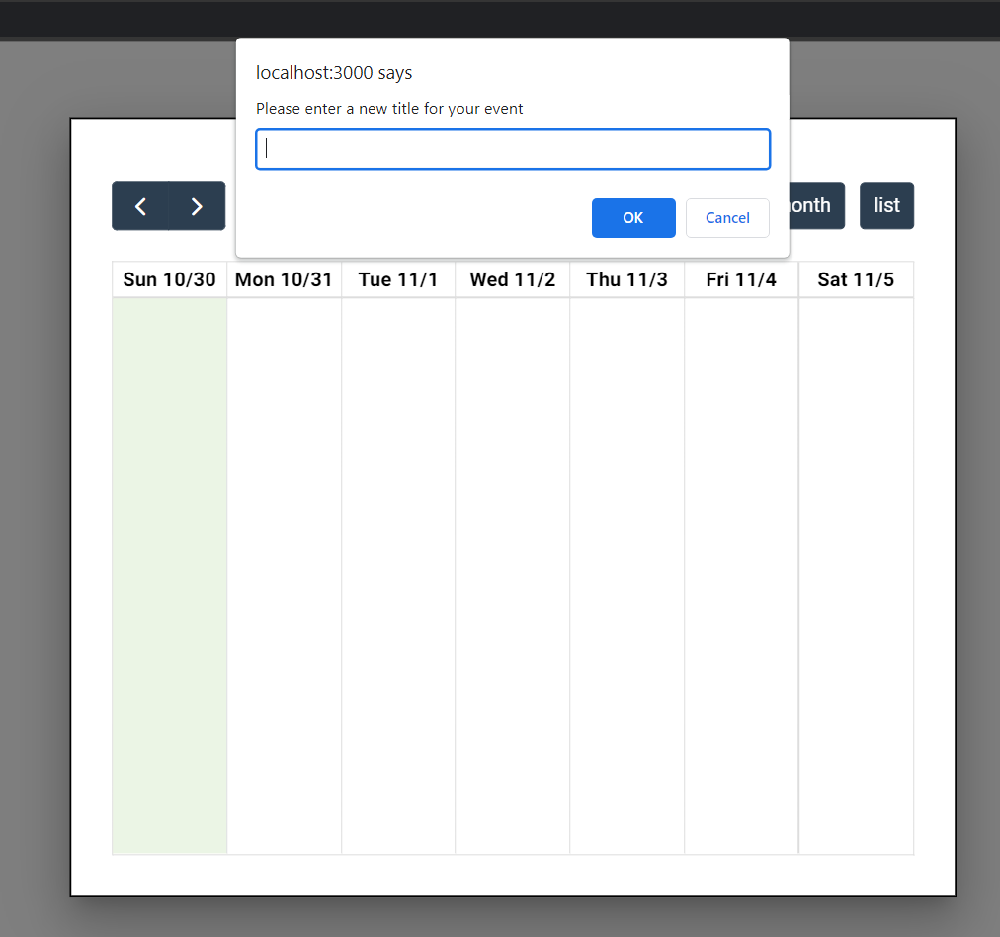 localhost:3000 says
Please enter a new title for your event
OK Cancel
onth list
Sun 10/30 Mon 10/31 Tue 11/1 Wed 11/2 Thu 11/3 Fri 11/4 Sat 11/5